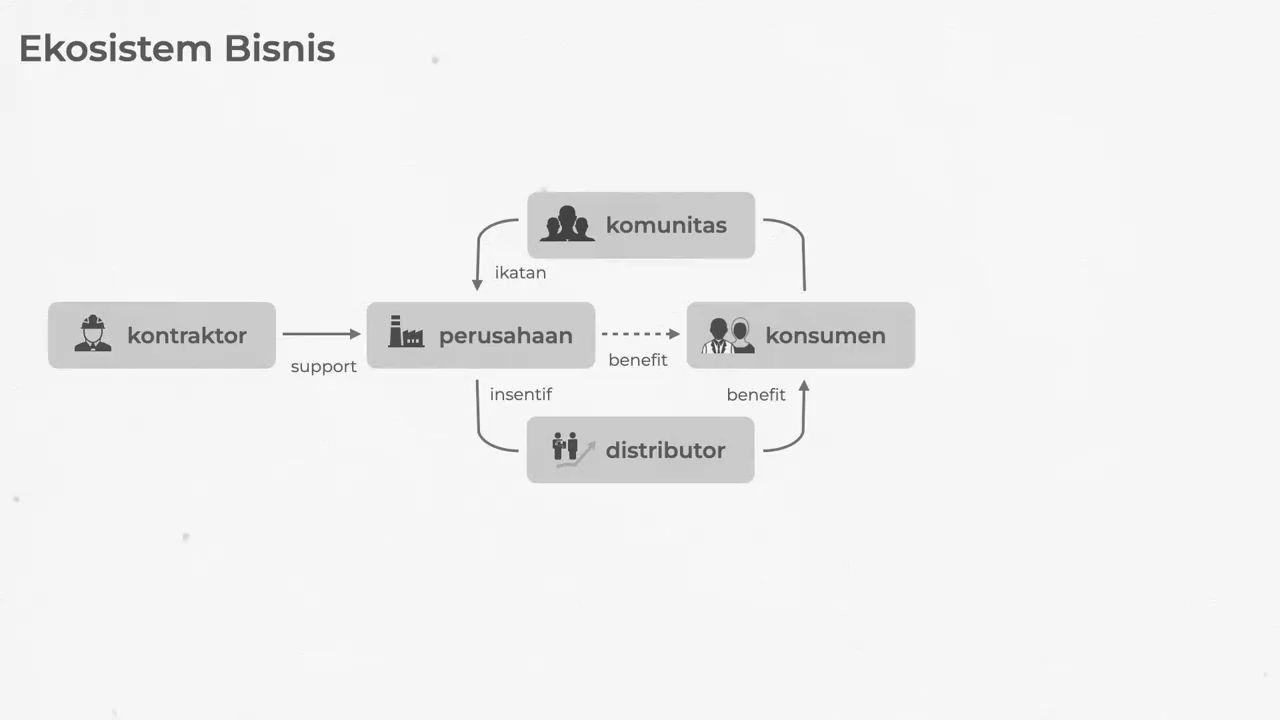 Ekosistem Bisnis
komunitas
ikatan
kontraktor
support
perusahaan
benefit
konsumen
insentif
benefit
distributor